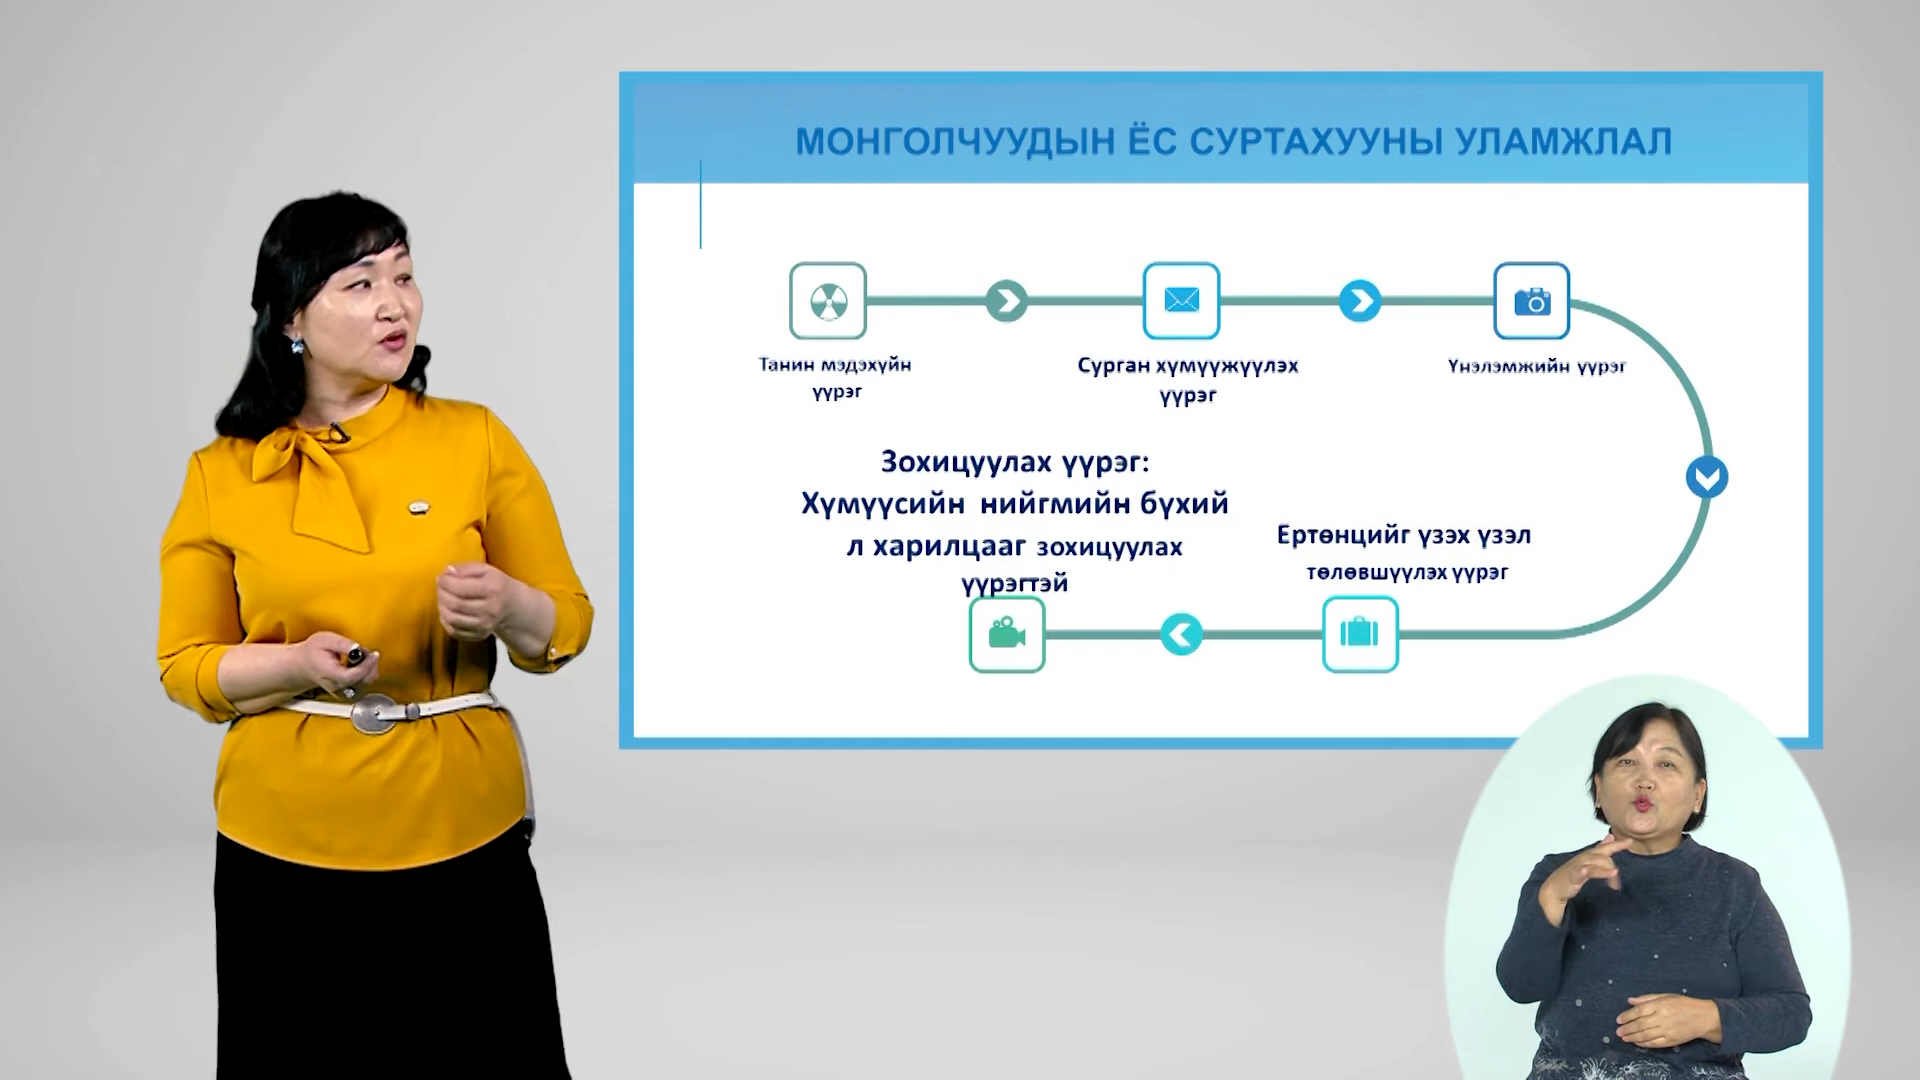 МОНГОЛЧУУДЫН ЁС СУРТАХУУНЫ УЛАМЖЛАЛ
Танин мэдэхүйн
үүрэг
Сурган хүмүүжүүлэх
үүрэг
Үнэлэмжийн үүрэг
Ертөнцийг үзэх үзэл
төлөвшүүлэх үүрэг
Зохицуулах үүрэг:
Хүмүүсийн нийгмийн бүхий
л харилцааг зохицуулах
үүрэгтэй